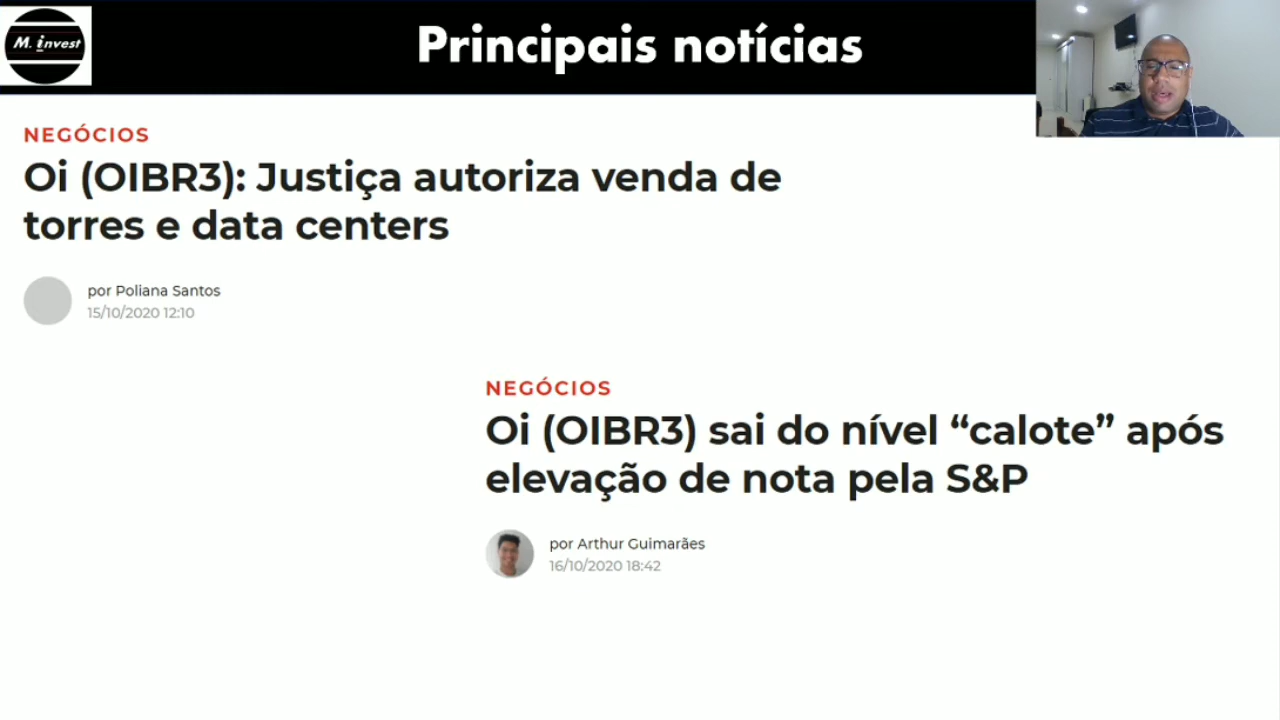 M. invest
Principais notícias
NEGÓCIOS
Oi (OIBR3): Justiça autoriza venda de
torres e data centers
por Poliana Santos
15/10/2020 12:10
NEGÓCIOS
Oi (OIBR3) sai do nível “calote” após
elevação de nota pela S&P
por Arthur Guimarães
16/10/2020 18:42